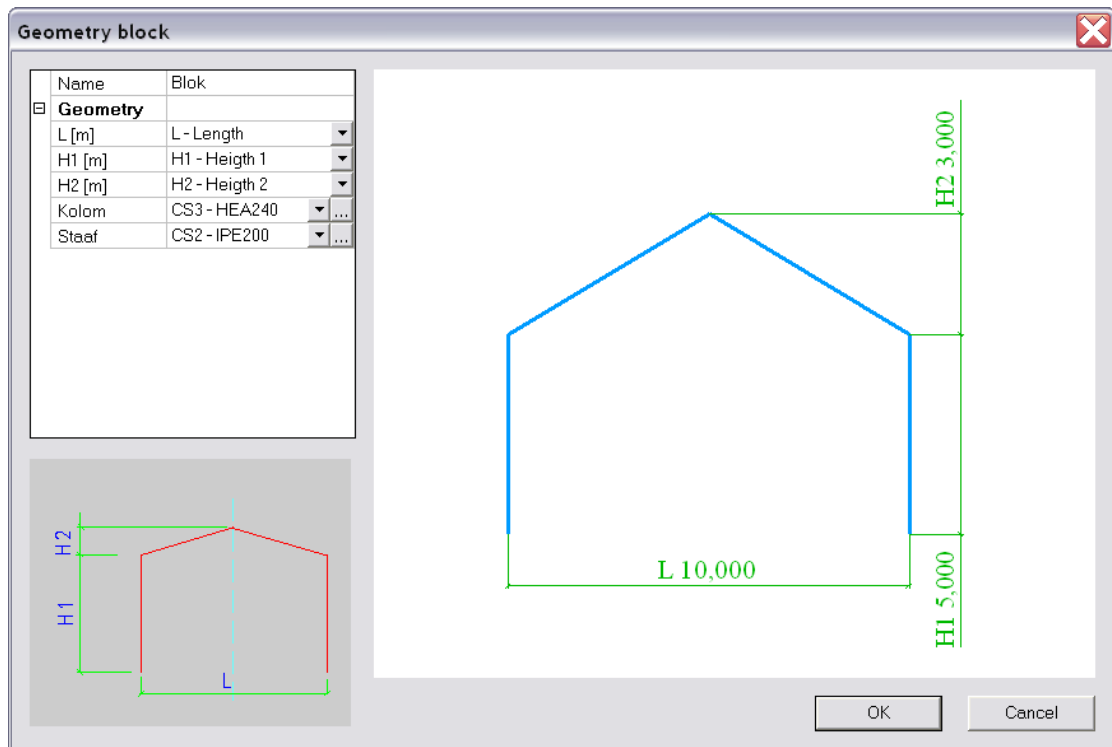 Geometry block
Name Blok
Geometry
L [m] L - Length
H1 [m] H1 - Heigth 1
H2 [m] H2 - Heigth 2
Kolom CS3 - HEA240 ...
Staaf CS2 - IPE200 ...
H2 3,000
L 10,000
H1 5,000
H2
H1
L
OK Cancel